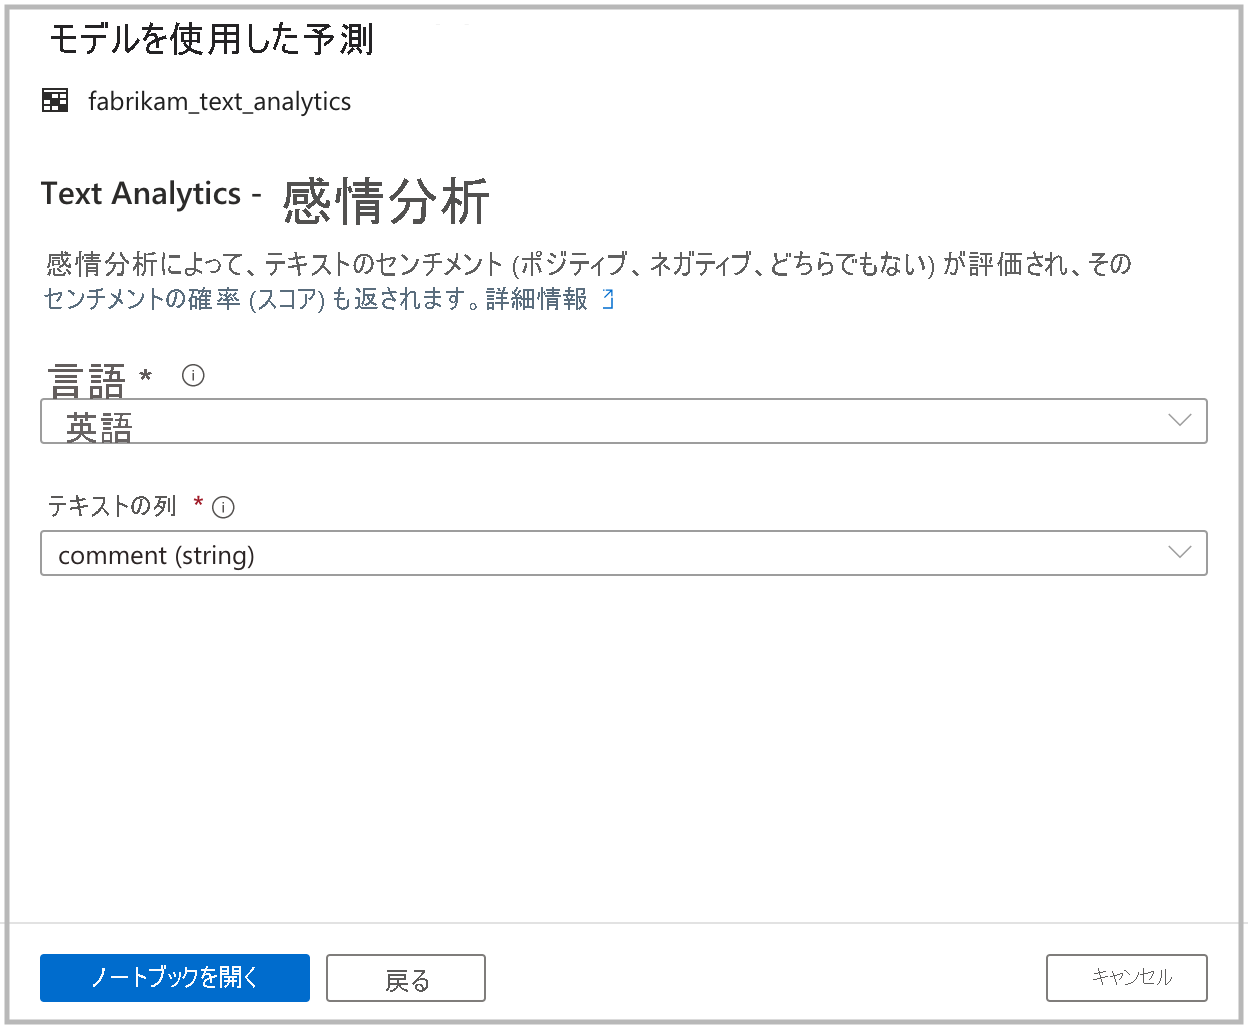 モデルを使用した予測
fabrikam_text_analytics
Text Analytics - 感情分析
感情分析によって、テキストのセンチメント (ポジティブ、ネガティブ、どちらでもない) が評価され、その
センチメントの確率 (スコア) も返されます。詳細情報
言語 *
英語
テキストの列 *
comment (string)
ノートブックを開く
戻る
キャンセル